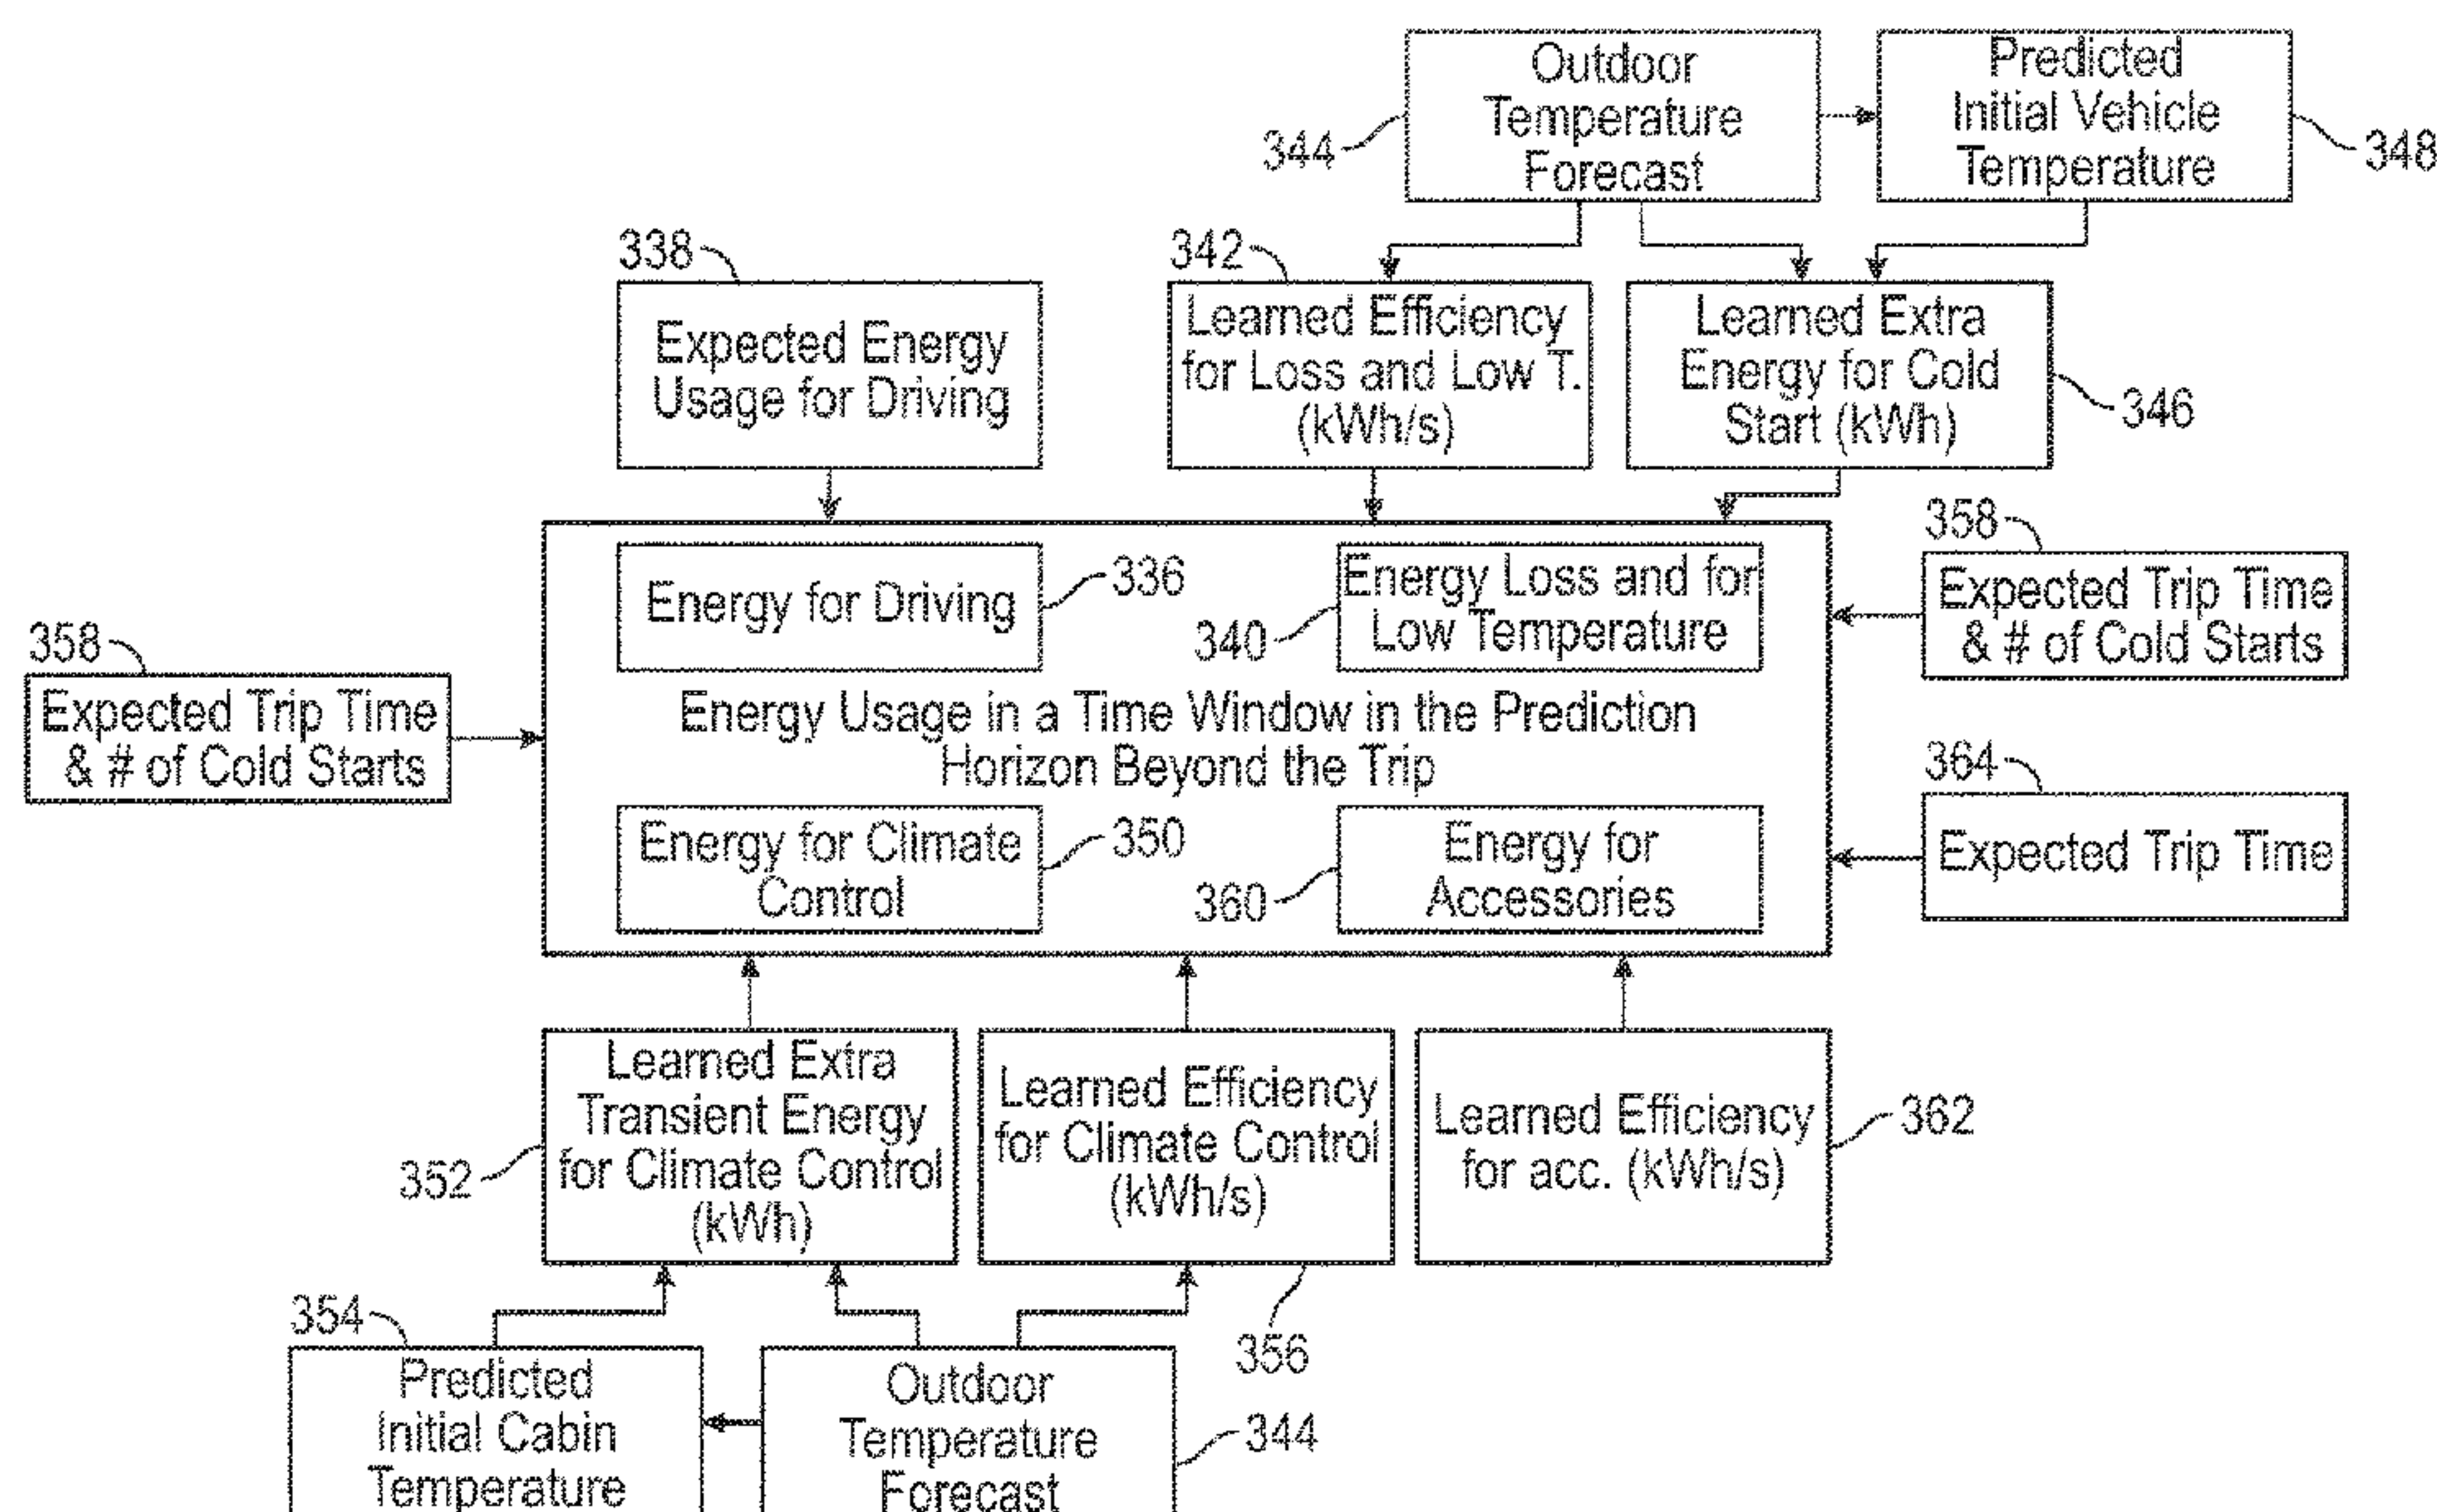 Outdoor
Temperature
Forecast
344
Predicted
Initial Vehicle
Temperature
348
338
Expected Energy
Usage for Driving
342
Learned Efficiency
for Loss and Low T.
(kWh/s)
Learned Extra
Energy for Cold
Start (kWh)
346
Energy for Driving
336
Energy Loss and for
Low Temperature
340
358
Expected Trip Time
& # of Cold Starts
358
Expected Trip Time
& # of Cold Starts
Energy Usage in a Time Window in the Prediction
Horizon Beyond the Trip
364
Expected Trip Time
Energy for Climate
Control
350
Energy for
Accessories
360
Learned Extra
Transient Energy
for Climate Control
(kWh)
352
Learned Efficiency
for Climate Control
(kWh/s)
356
Learned Efficiency
for acc. (kWh/s)
362
354
Predicted
Initial Cabin
Temperature
Outdoor
Temperature
Forecast
344